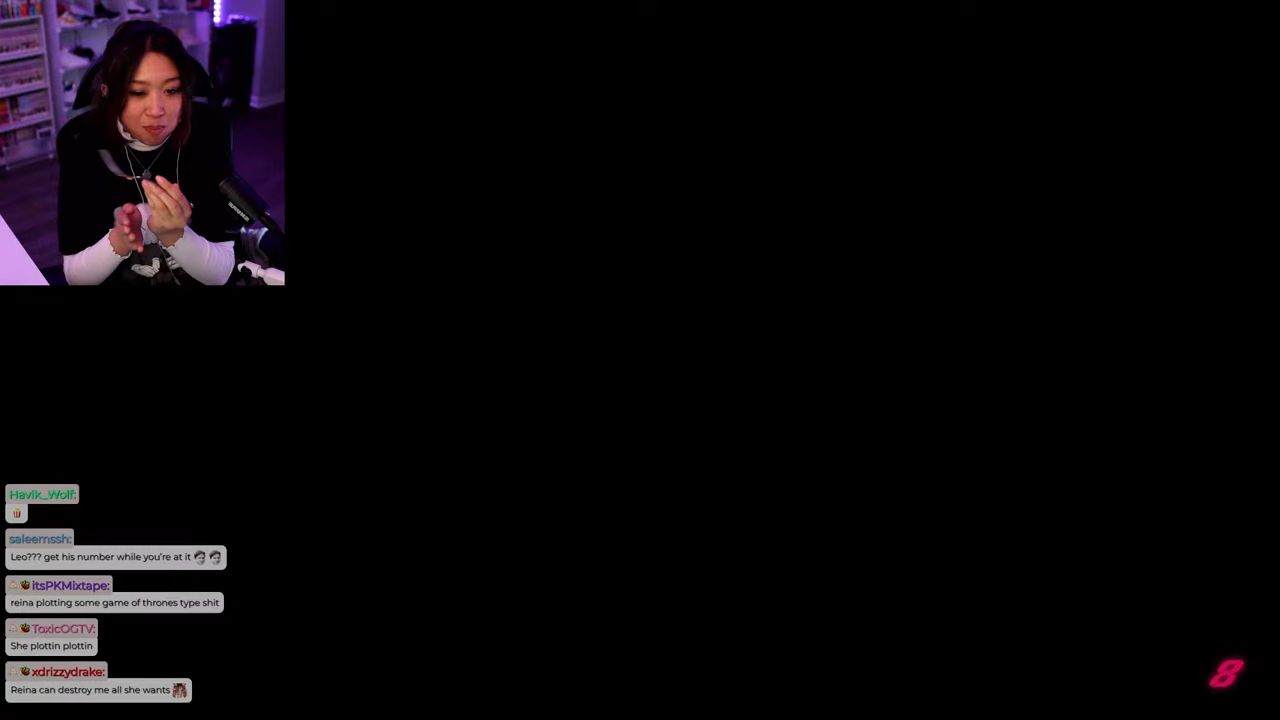 Havik_Wolf:
saleemssh:
Leo??? get his number while you're at it
itsPKMixtape:
reina plotting some game of thrones type shit
ToxicOGTV:
She plottin plottin
xdrizzydrake:
Reina can destroy me all she wants
8